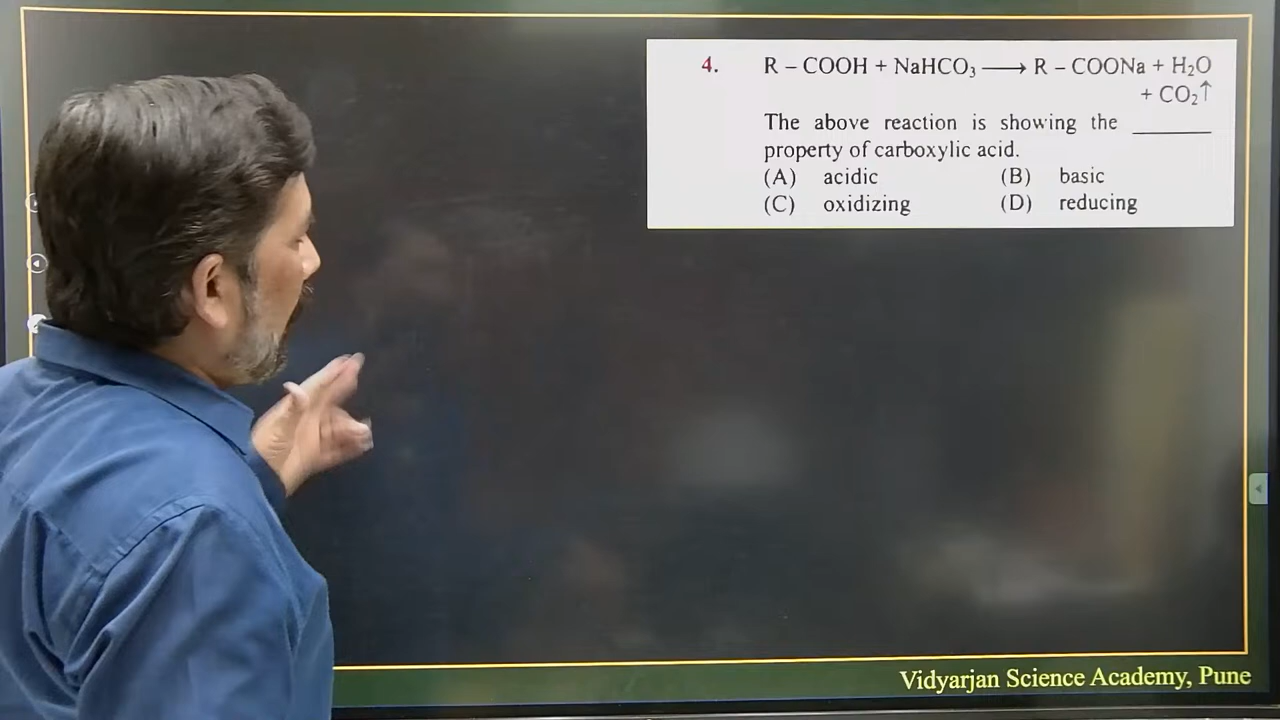 4. R – COOH + NaHCO₃ ⟶ R – COONa + H₂O
+ CO₂↑
The above reaction is showing the ______
property of carboxylic acid.
(A) acidic (B) basic
(C) oxidizing (D) reducing
Vidyarjan Science Academy, Pune